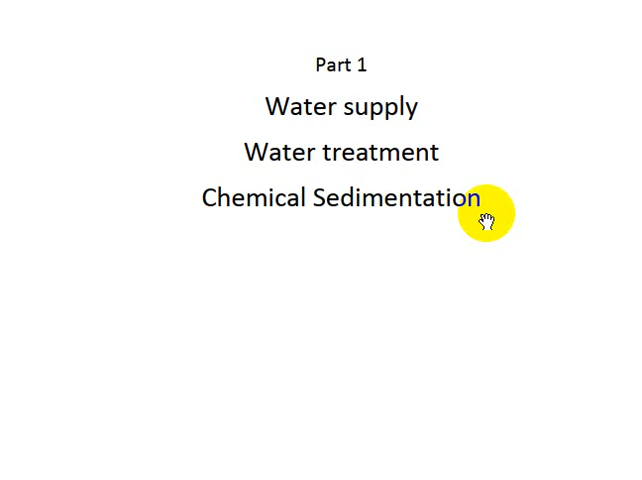 Part 1
Water supply
Water treatment
Chemical Sedimentation